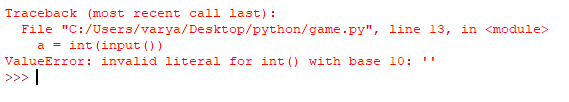 Traceback (most recent call last):
  File "C:/Users/varya/Desktop/python/game.py", line 13, in <module>
    a = int(input())
ValueError: invalid literal for int() with base 10: ''
>>>